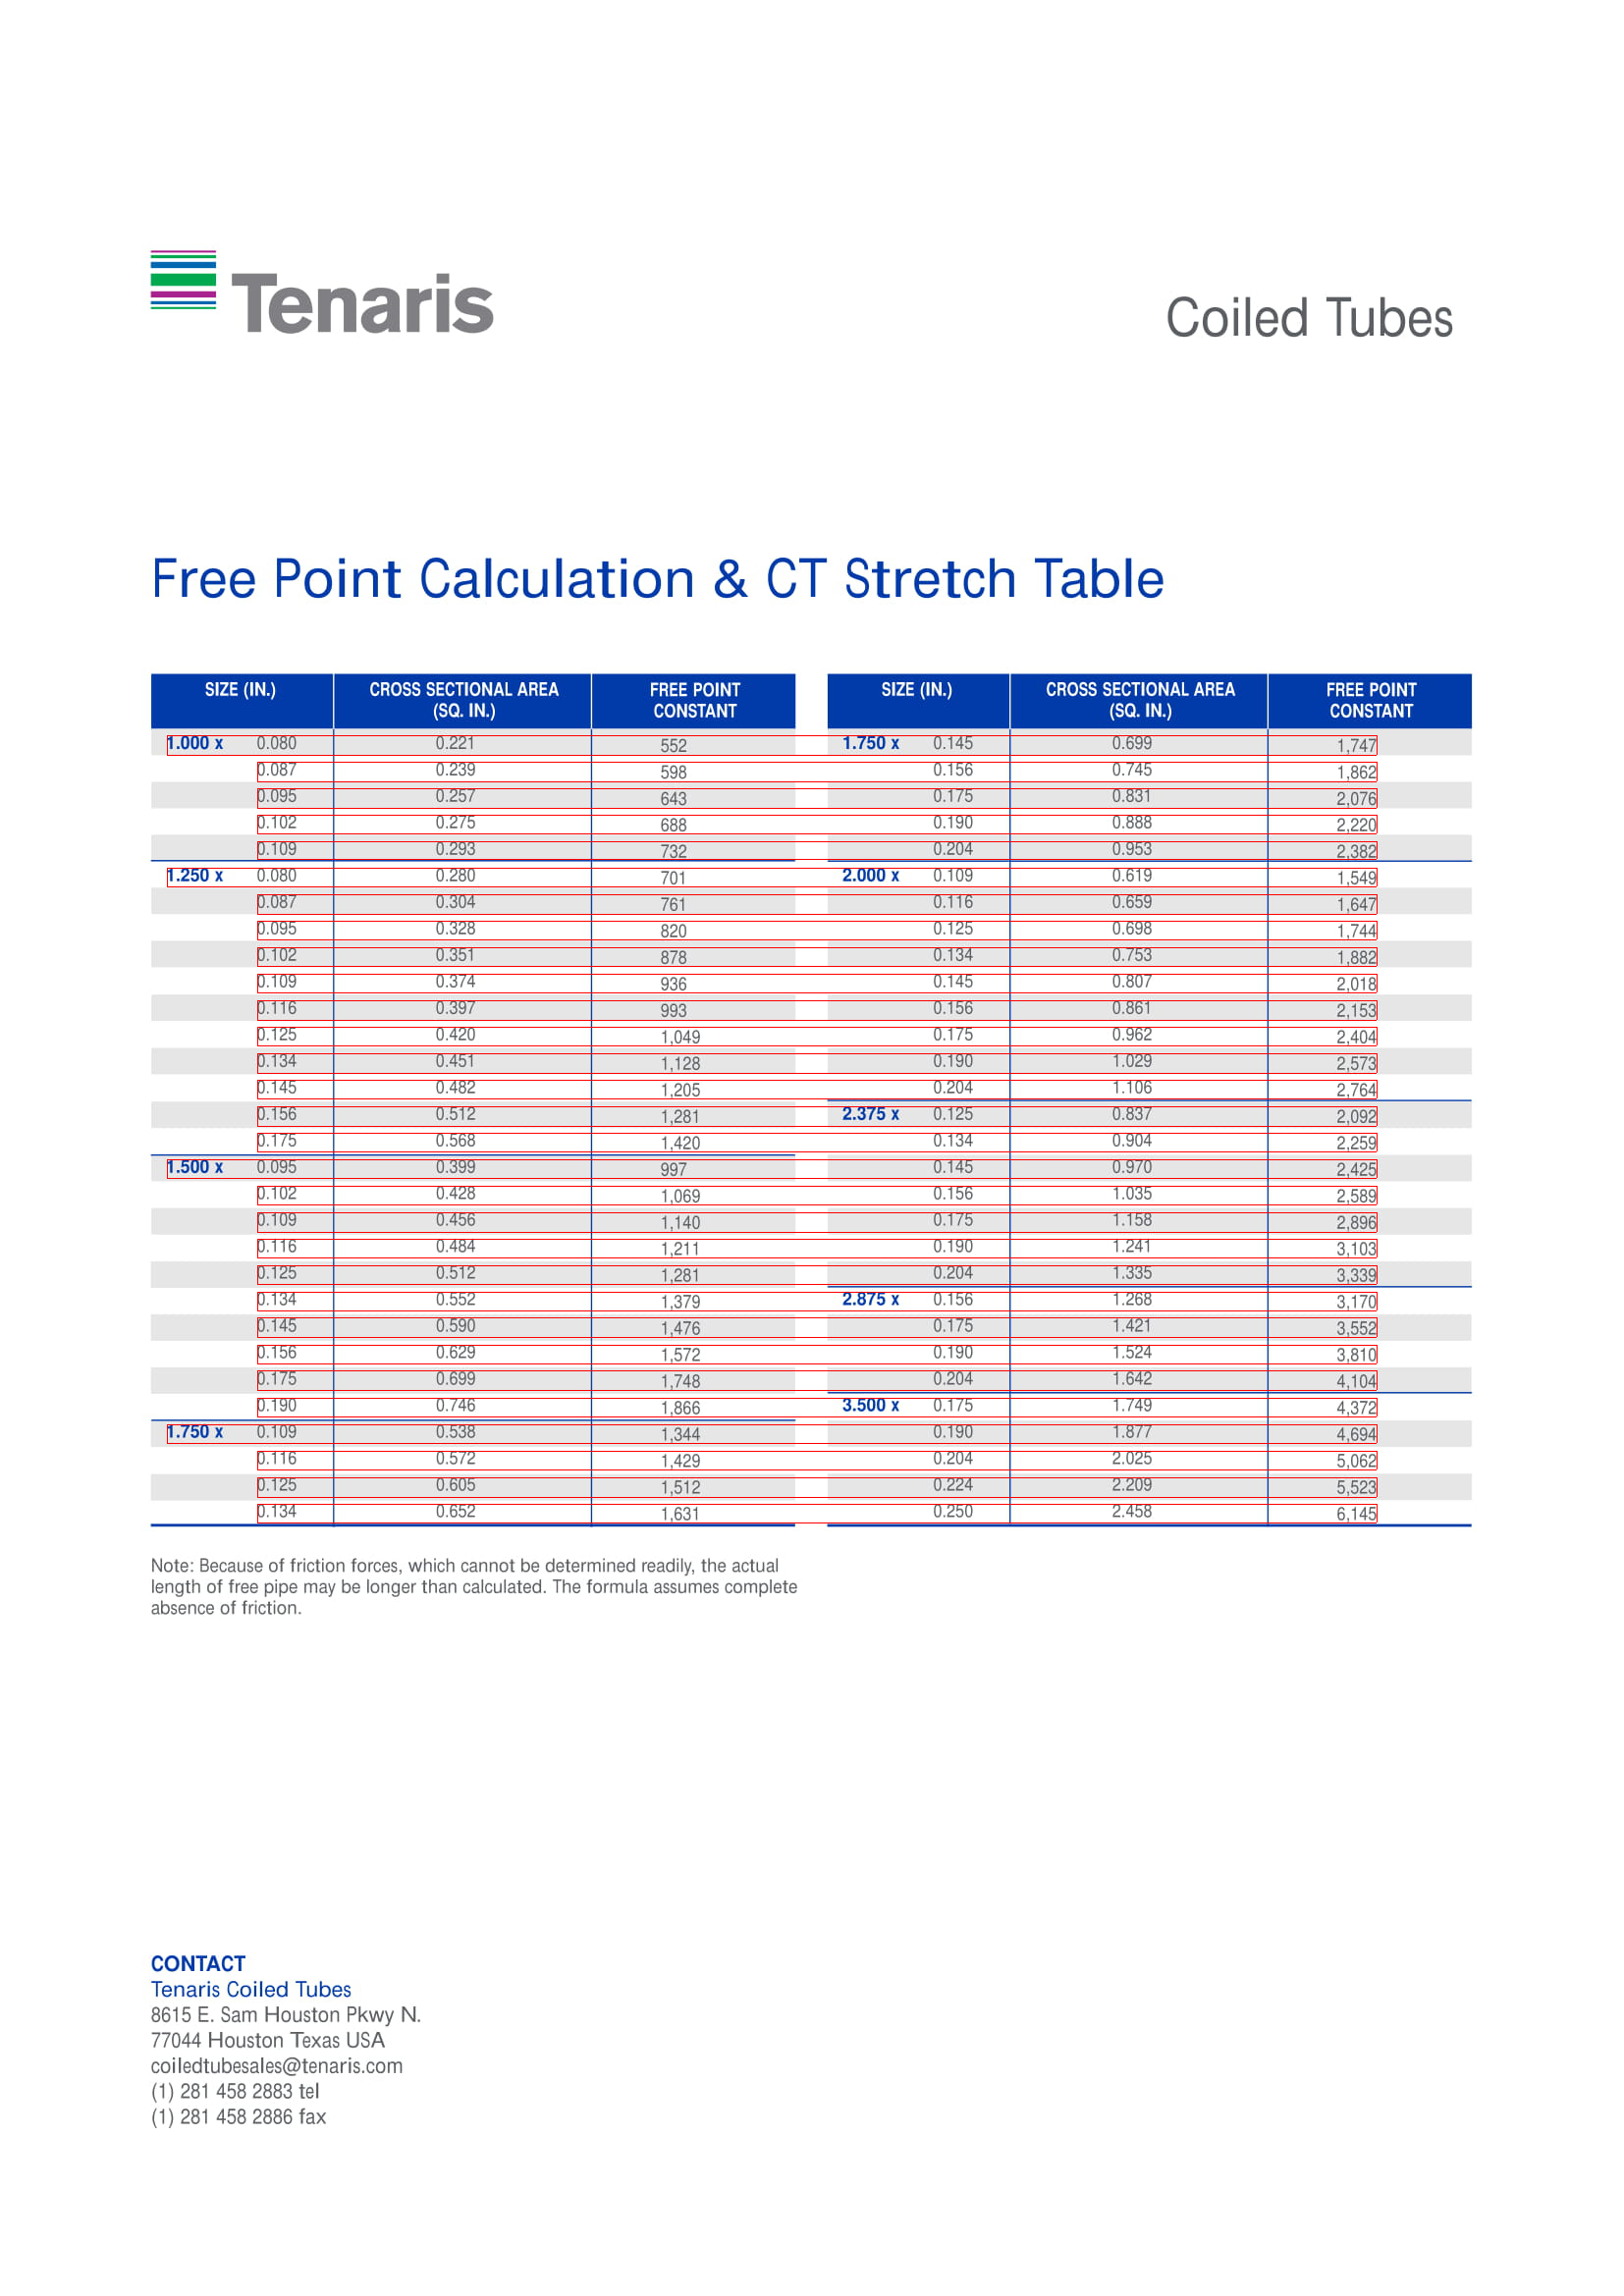 Tenaris
Coiled Tubes
Free Point Calculation & CT Stretch Table
SIZE (IN.) CROSS SECTIONAL AREA (SQ. IN.) FREE POINT CONSTANT SIZE (IN.) CROSS SECTIONAL AREA (SQ. IN.) FREE POINT CONSTANT
1.000 x 0.080 0.221 552 1.750 x 0.145 0.699 1,747
0.087 0.239 598 0.156 0.745 1,862
0.095 0.257 643 0.175 0.831 2,076
0.102 0.275 688 0.190 0.888 2,220
0.109 0.293 732 0.204 0.953 2,382
1.250 x 0.080 0.280 701 2.000 x 0.109 0.619 1,549
0.087 0.304 761 0.116 0.659 1,647
0.095 0.328 820 0.125 0.698 1,744
0.102 0.351 878 0.134 0.753 1,882
0.109 0.374 936 0.145 0.807 2,018
0.116 0.397 993 0.156 0.861 2,153
0.125 0.420 1,049 0.175 0.962 2,404
0.134 0.451 1,128 0.190 1.029 2,573
0.145 0.482 1,205 0.204 1.106 2,764
0.156 0.512 1,281 2.375 x 0.125 0.837 2,092
0.175 0.568 1,420 0.134 0.904 2,259
1.500 x 0.095 0.399 997 0.145 0.970 2,425
0.102 0.428 1,069 0.156 1.035 2,589
0.109 0.456 1,140 0.175 1.158 2,896
0.116 0.484 1,211 0.190 1.241 3,103
0.125 0.512 1,281 0.204 1.335 3,339
0.134 0.552 1,379 2.875 x 0.156 1.268 3,170
0.145 0.590 1,476 0.175 1.421 3,552
0.156 0.629 1,572 0.190 1.524 3,810
0.175 0.699 1,748 0.204 1.642 4,104
0.190 0.746 1,866 3.500 x 0.175 1.749 4,372
1.750 x 0.109 0.538 1,344 0.190 1.877 4,694
0.116 0.572 1,429 0.204 2.025 5,062
0.125 0.605 1,512 0.224 2.209 5,523
0.134 0.652 1,631 0.250 2.458 6,145
Note: Because of friction forces, which cannot be determined readily, the actual
length of free pipe may be longer than calculated. The formula assumes complete
absence of friction.
CONTACT
Tenaris Coiled Tubes
8615 E. Sam Houston Pkwy N.
77044 Houston Texas USA
coiledtubesales@tenaris.com
(1) 281 458 2883 tel
(1) 281 458 2886 fax